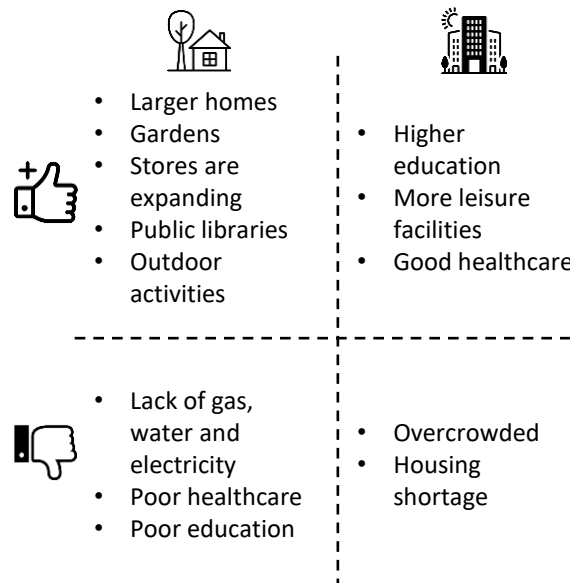 • Larger homes
• Gardens
• Stores are
expanding
• Public libraries
• Outdoor
activities
• Higher
education
• More leisure
facilities
• Good healthcare
+
• Lack of gas,
water and
electricity
• Poor healthcare
• Poor education
• Overcrowded
• Housing
shortage